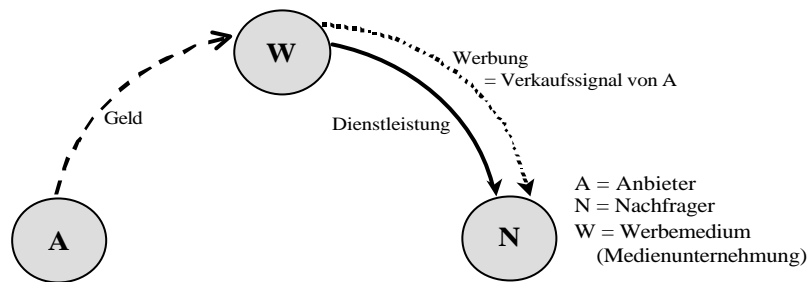 W
Werbung
= Verkaufssignal von A
Geld
Dienstleistung
A = Anbieter
N = Nachfrager
W = Werbemedium
(Medienunternehmung)
A
N